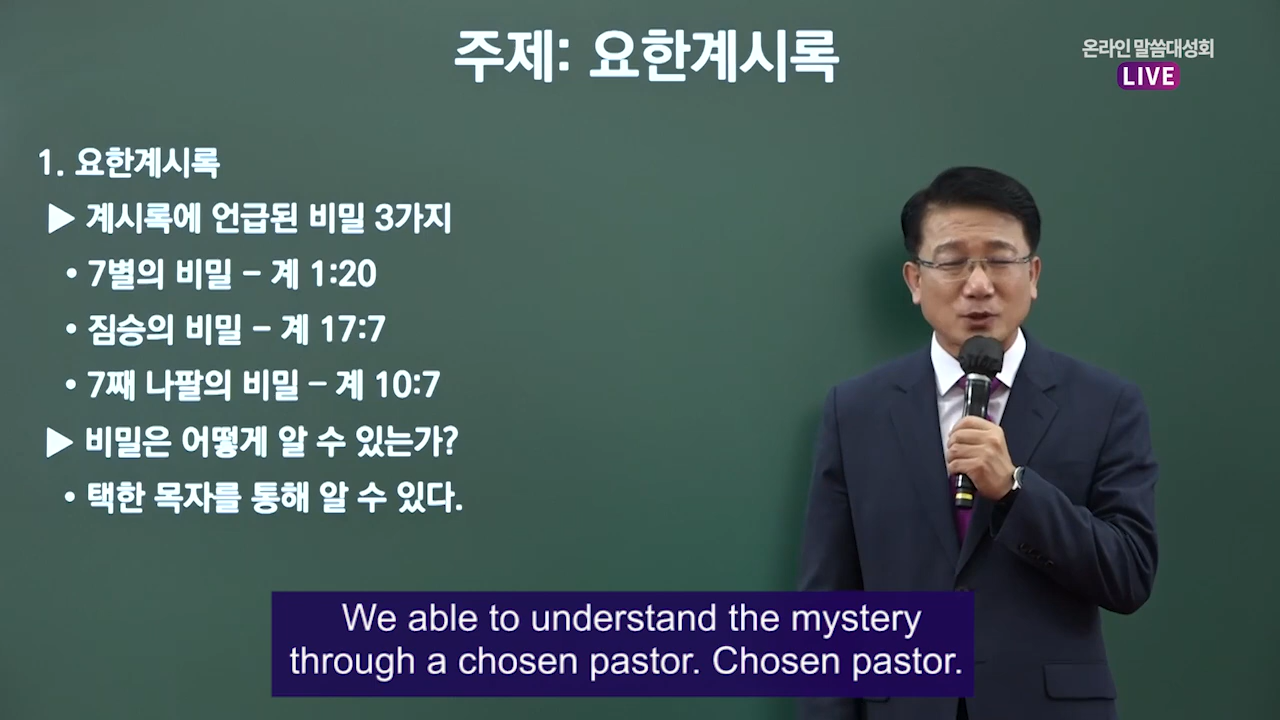 주제: 요한계시록
온라인 말씀대성회
LIVE
1. 요한계시록
▶ 계시록에 언급된 비밀 3가지
• 7별의 비밀 – 계 1:20
• 짐승의 비밀 – 계 17:7
• 7째 나팔의 비밀 – 계 10:7
▶ 비밀은 어떻게 알 수 있는가?
• 택한 목자를 통해 알 수 있다.
We able to understand the mystery
through a chosen pastor. Chosen pastor.